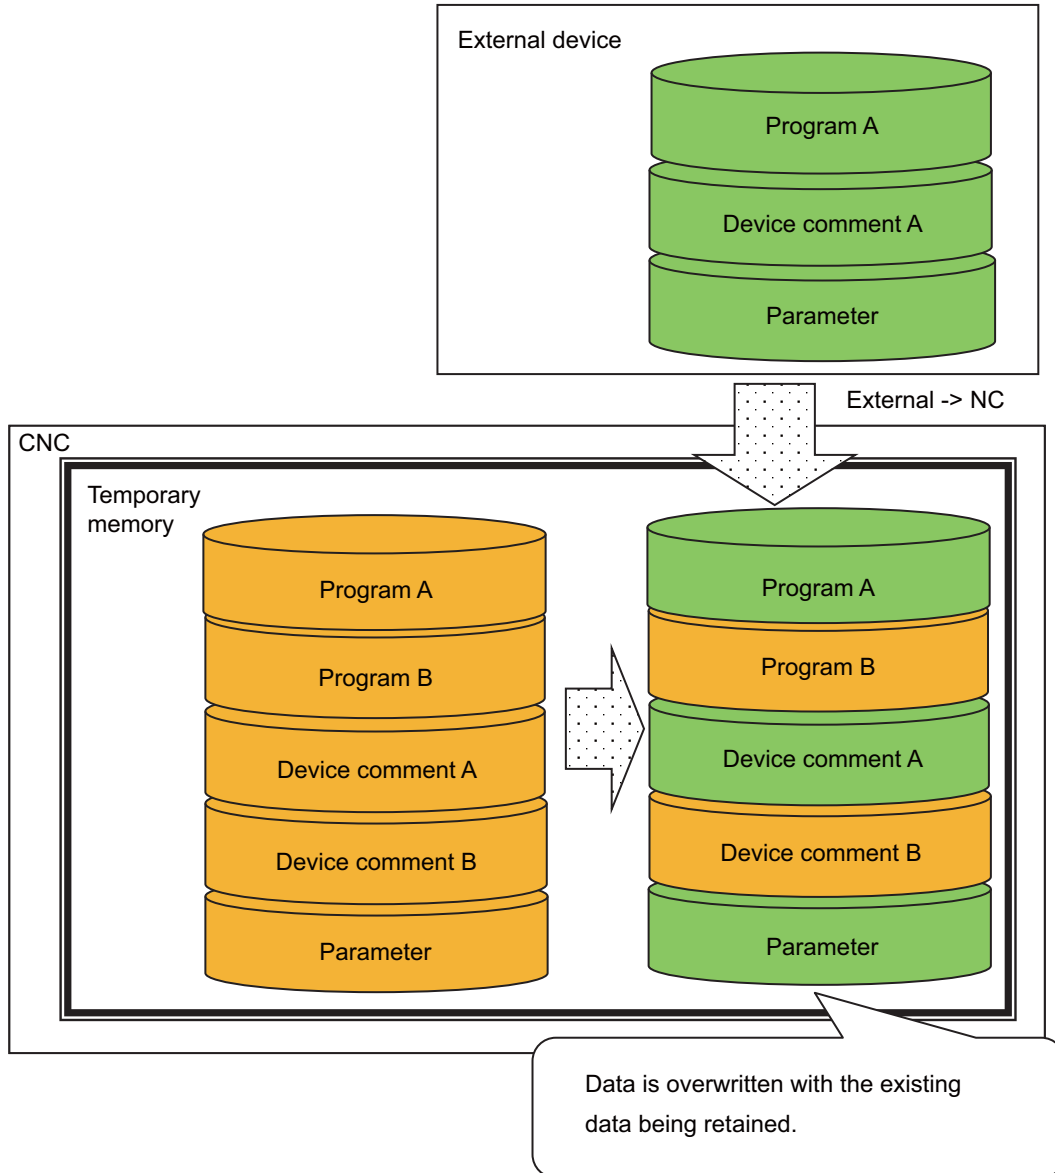 External device
Program A
Device comment A
Parameter
External -> NC
CNC
Temporary
memory
Program A
Program B
Device comment A
Device comment B
Parameter
Program A
Program B
Device comment A
Device comment B
Parameter
Data is overwritten with the existing
data being retained.